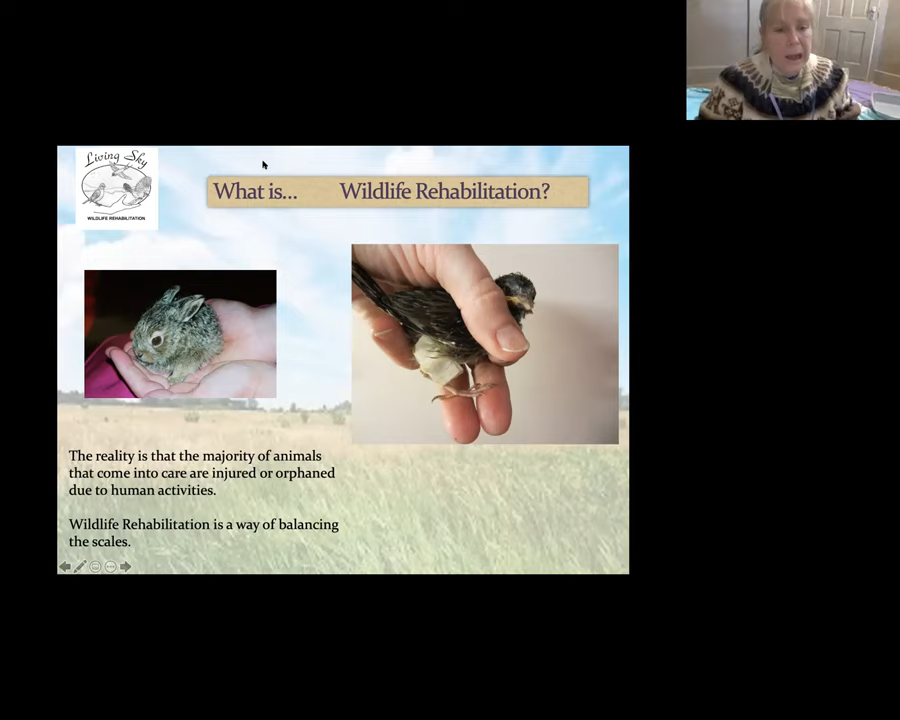 Living Sky
WILDLIFE REHABILITATION
What is... Wildlife Rehabilitation?
The reality is that the majority of animals
that come into care are injured or orphaned
due to human activities.
Wildlife Rehabilitation is a way of balancing
the scales.